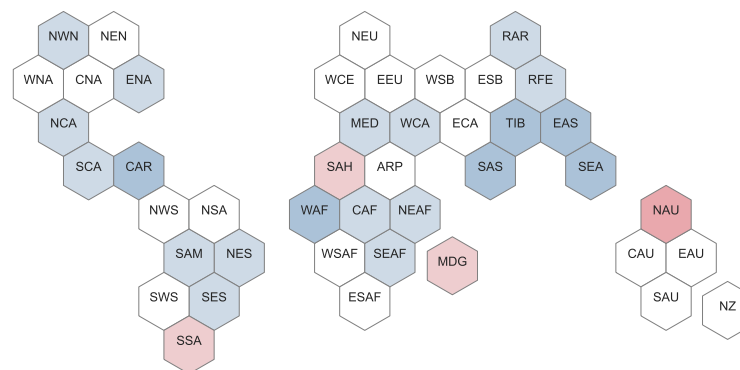 NWN NEN NEU RAR
WNA CNA ENA WCE EEU WSB ESB RFE
NCA MED WCA ECA TIB EAS
SCA CAR SAH ARP SAS SEA
NWS NSA WAF CAF NEAF NAU
SAM NES WSAF SEAF MDG CAU EAU
SWS SES ESAF SAU NZ
SSA